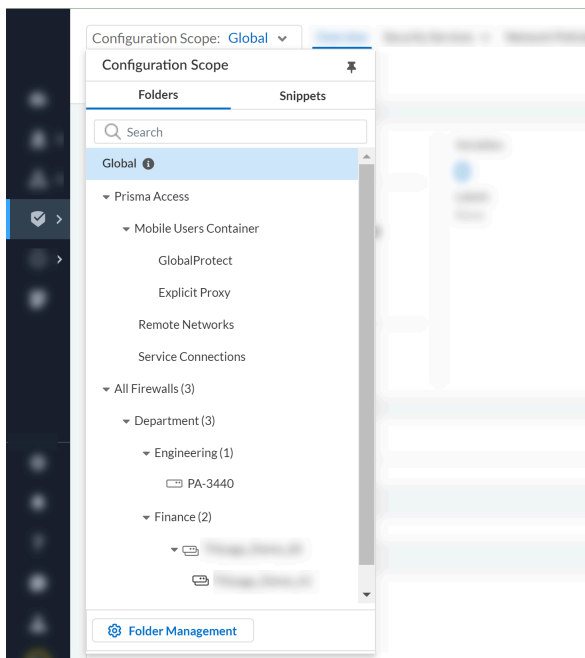 Configuration Scope: Global
Configuration Scope
Folders Snippets
Search
Global
Prisma Access
Mobile Users Container
GlobalProtect
Explicit Proxy
Remote Networks
Service Connections
All Firewalls (3)
Department (3)
Engineering (1)
PA-3440
Finance (2)
Folder Management